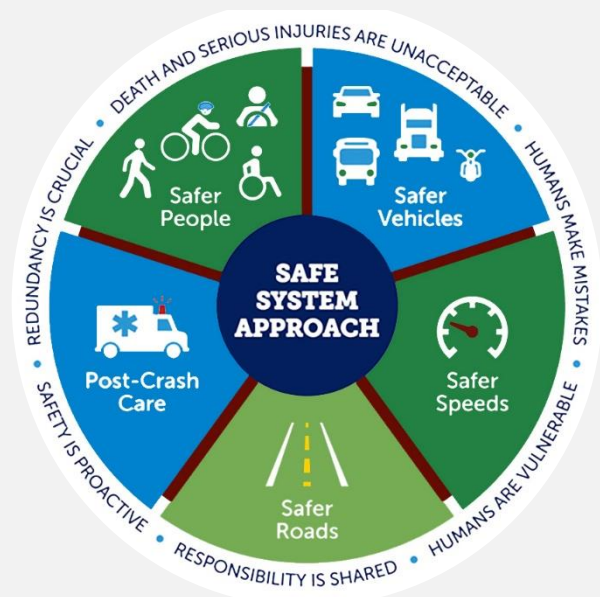 DEATH AND SERIOUS INJURIES ARE UNACCEPTABLE
HUMANS MAKE MISTAKES
HUMANS ARE VULNERABLE
RESPONSIBILITY IS SHARED
SAFETY IS PROACTIVE
REDUNDANCY IS CRUCIAL
Safer
People
Safer
Vehicles
SAFE
SYSTEM
APPROACH
Post-Crash
Care
Safer
Speeds
Safer
Roads